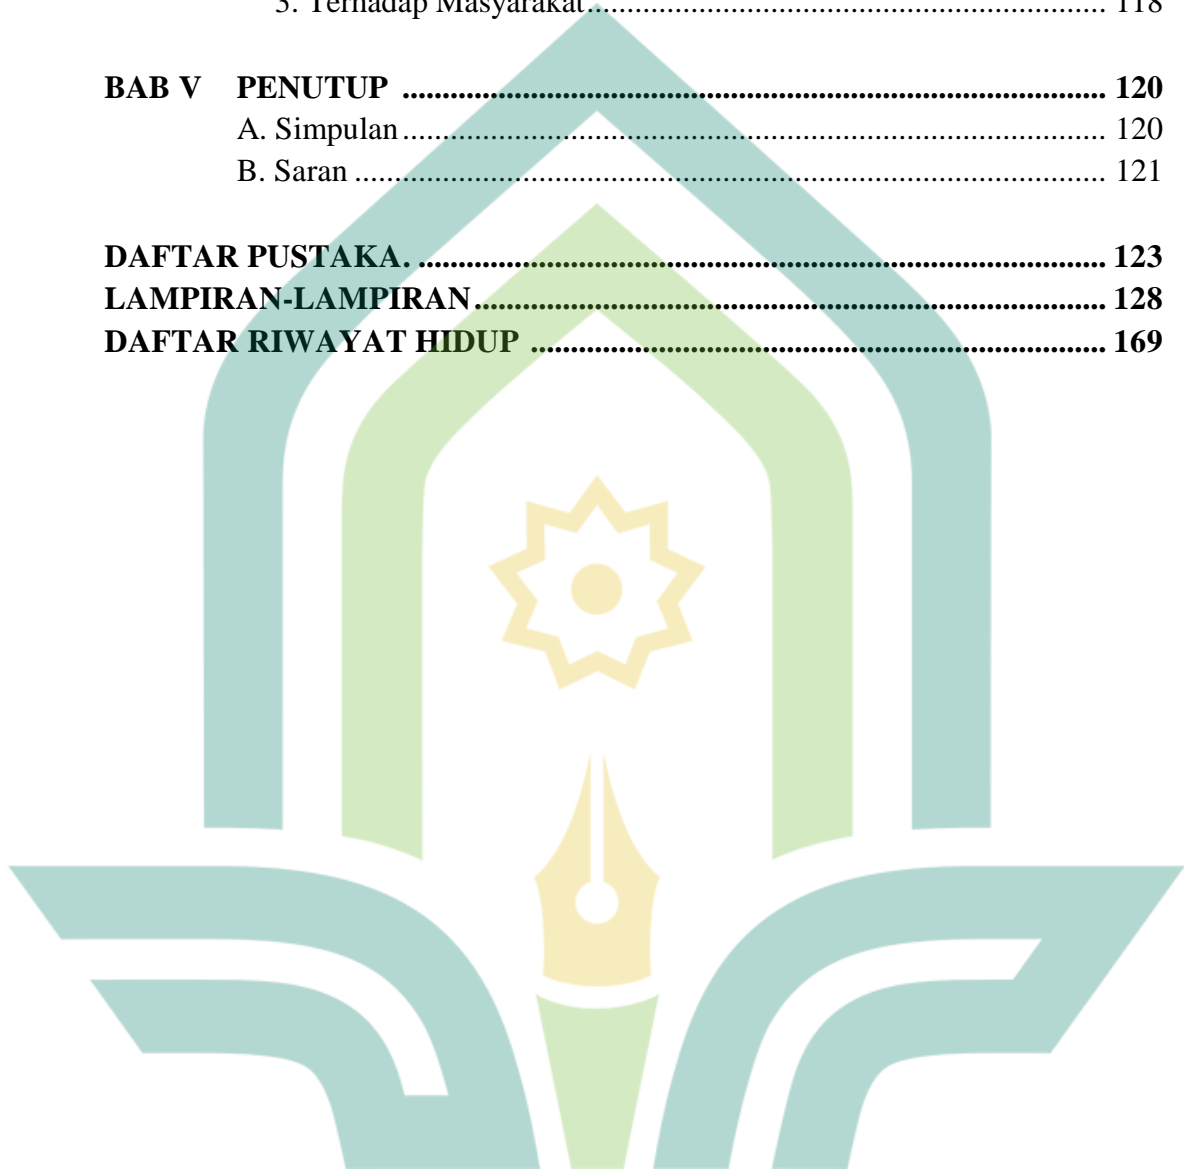 3. Terhadap Masyarakat.................................................................. 118
BAB V PENUTUP .......................................................................................... 120
A. Simpulan.......................................................................................... 120
B. Saran ................................................................................................ 121
DAFTAR PUSTAKA. ........................................................................................ 123
LAMPIRAN-LAMPIRAN................................................................................. 128
DAFTAR RIWAYAT HIDUP .......................................................................... 169